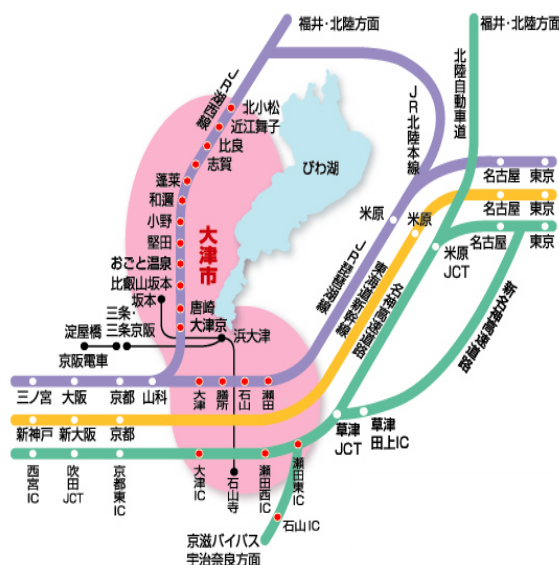 福井・北陸方面
福井・北陸方面
JR湖西線
北小松
近江舞子
比良
志賀
蓬莱
和邇
小野
堅田
おごと温泉
比叡山坂本
坂本
唐崎
大津京
三条・
三条京阪
淀屋橋
京阪電車
浜大津
びわ湖
大津市
JR北陸本線
北陸自動車道
米原
米原
米原
JCT
名古屋
東京
名古屋
東京
名古屋
東京
JR琵琶湖線
東海道新幹線
名神高速道路
新名神高速道路
三ノ宮
大阪
京都
山科
大津
膳所
石山
瀬田
新神戸
新大阪
京都
草津
JCT
草津
田上IC
西宮IC
吹田JCT
京都東IC
大津IC
石山寺
瀬田西IC
瀬田東IC
石山IC
京滋バイパス
宇治奈良方面